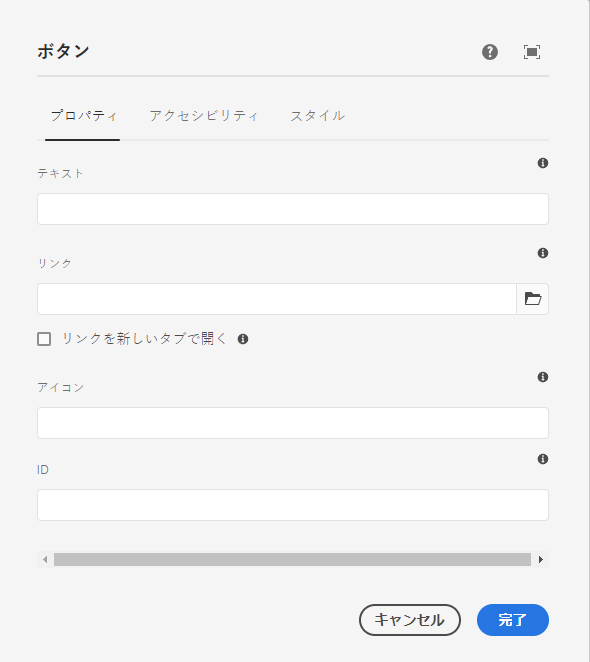 ボタン
プロパティ アクセシビリティ スタイル
テキスト
リンク
リンクを新しいタブで開く
アイコン
ID
キャンセル 完了